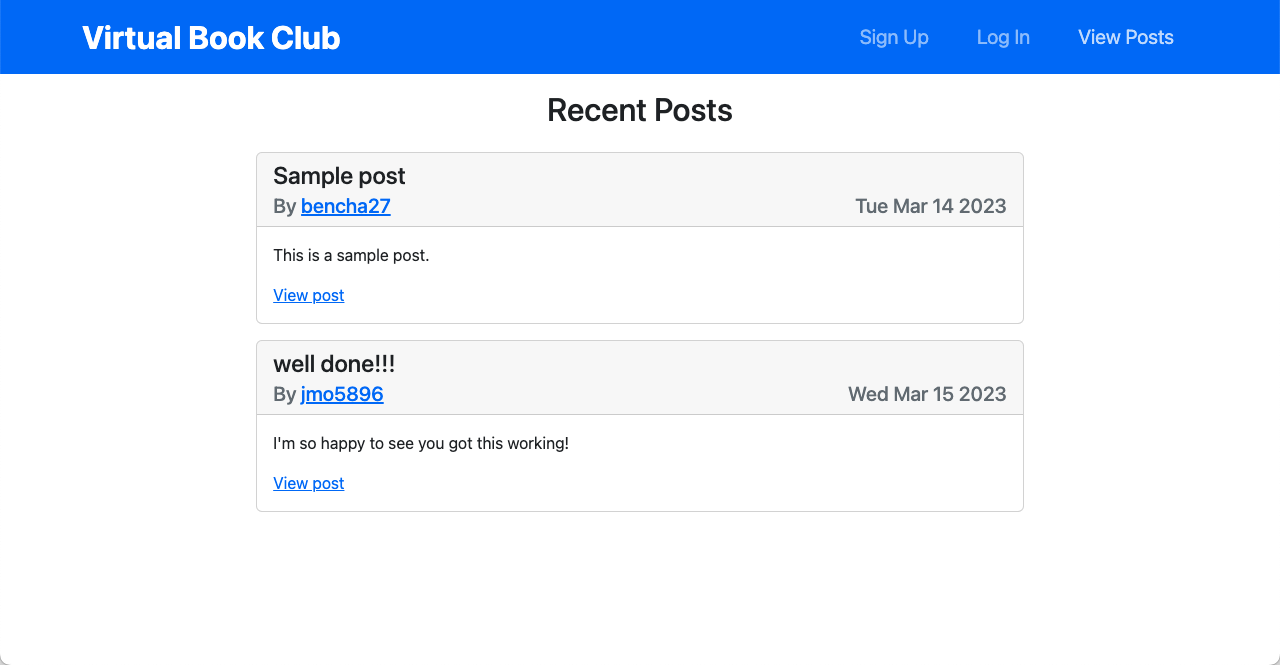 Virtual Book Club
Sign Up
Log In
View Posts
Recent Posts
Sample post
By bencha27
Tue Mar 14 2023
This is a sample post.
View post
well done!!!
By jmo5896
Wed Mar 15 2023
I'm so happy to see you got this working!
View post